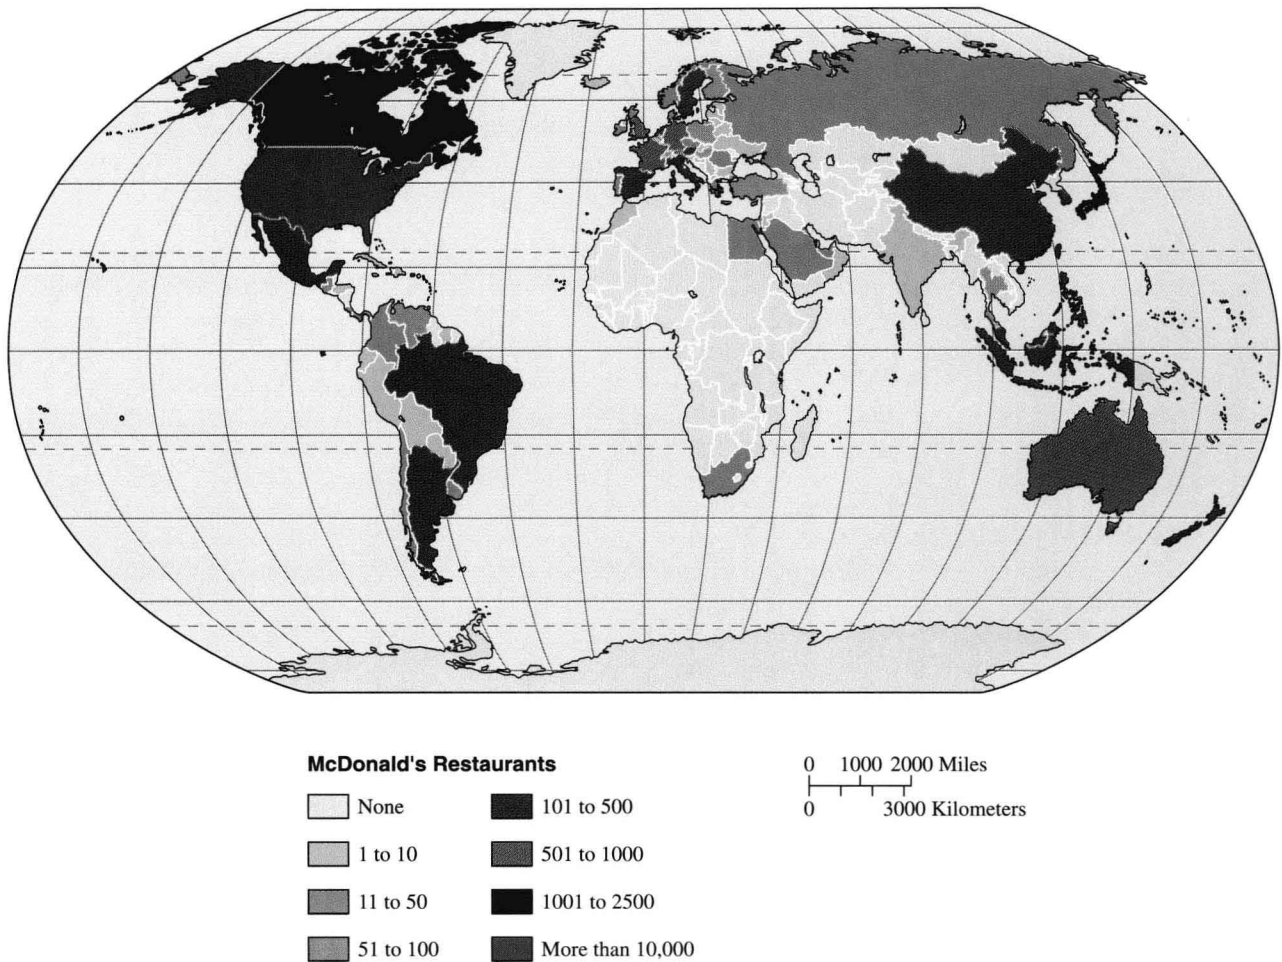 McDonald's Restaurants
None
1 to 10
11 to 50
51 to 100
101 to 500
501 to 1000
1001 to 2500
More than 10,000
0 1000 2000 Miles
0 3000 Kilometers